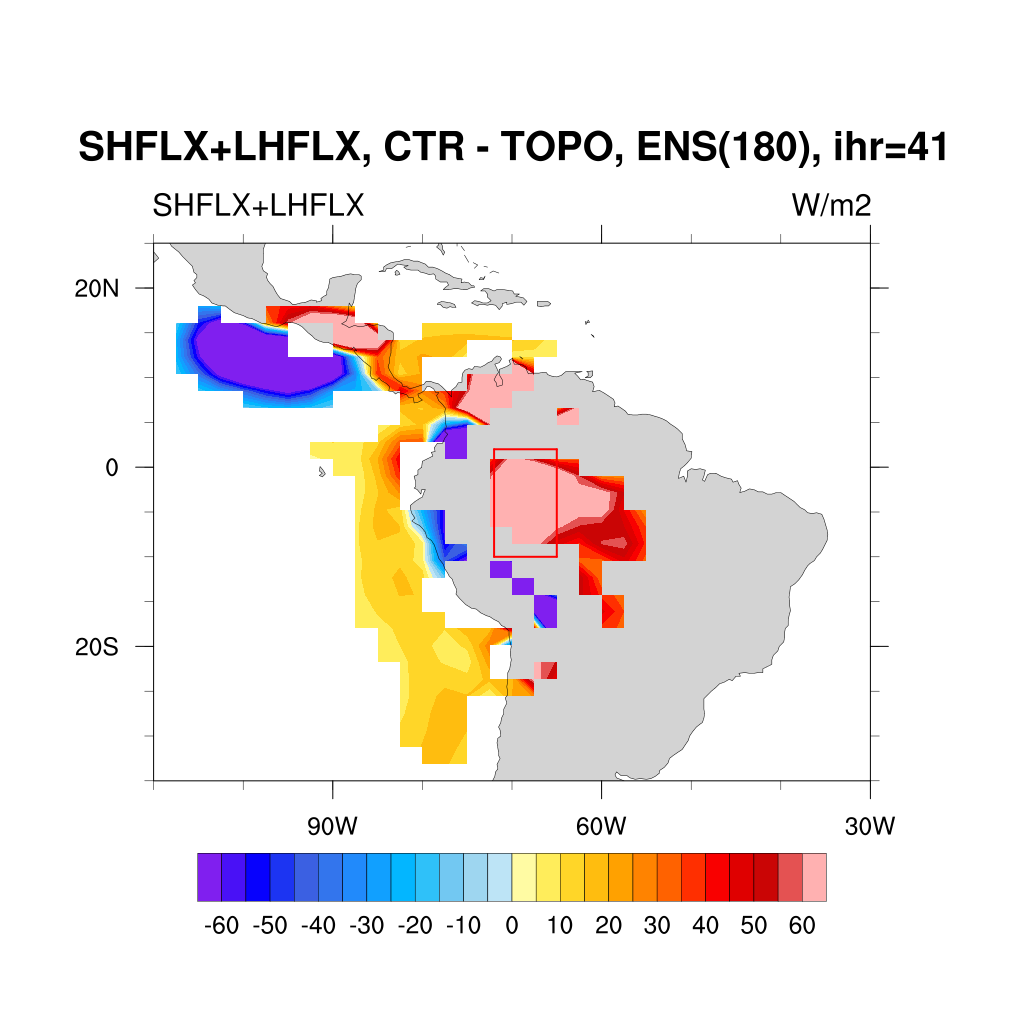 SHFLX+LHFLX, CTR - TOPO, ENS(180), ihr=41
SHFLX+LHFLX W/m2
20N
0
20S
90W 60W 30W
-60 -50 -40 -30 -20 -10 0 10 20 30 40 50 60